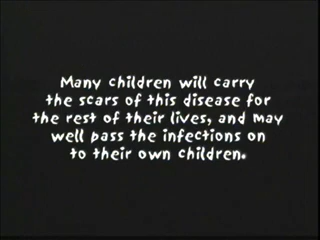 Many children will carry
the scars of this disease for
the rest of their lives, and may
well pass the infections on
to their own children.